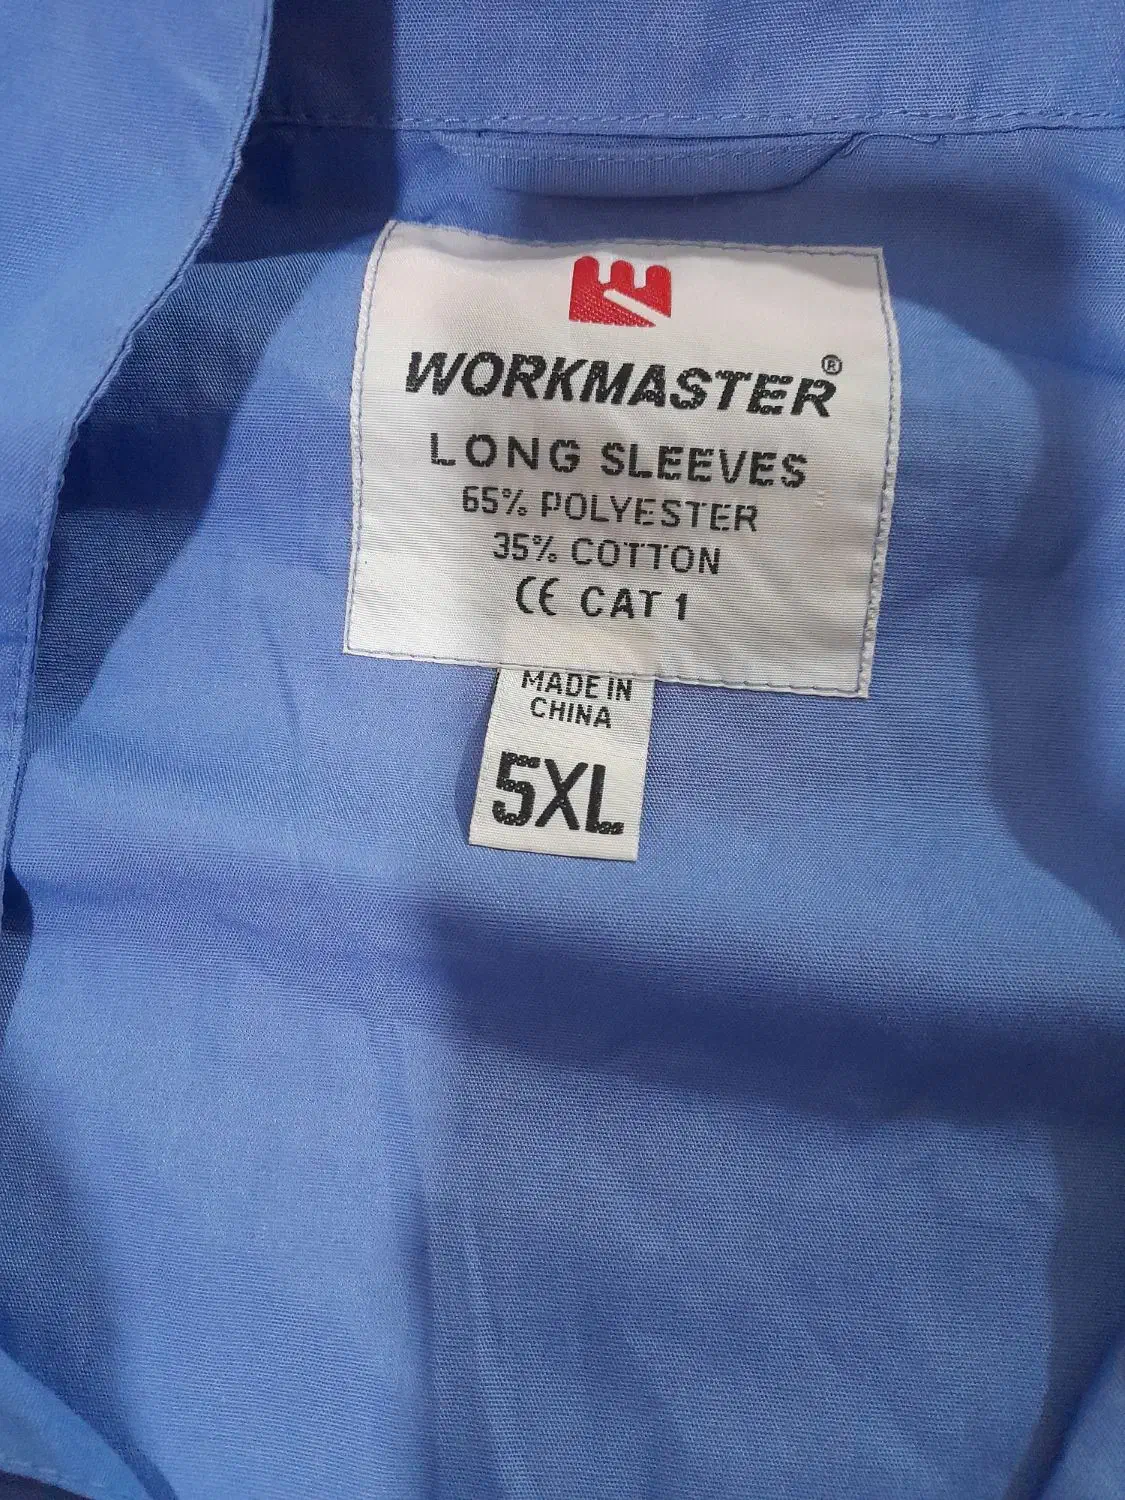 WORKMASTER®
LONG SLEEVES
65% POLYESTER
35% COTTON
CE CAT 1
MADE IN
CHINA
5XL